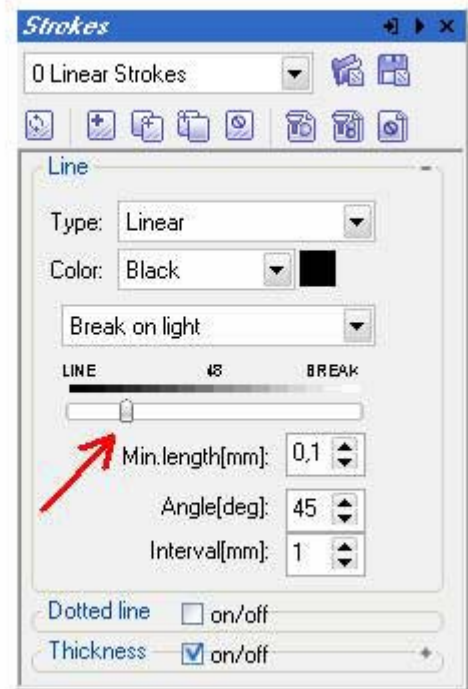 Strokes
0 Linear Strokes
Line
Type: Linear
Color: Black
Break on light
LINE 48 BREAK
Min.length[mm]: 0,1
Angle[deg]: 45
Interval[mm]: 1
Dotted line on/off
Thickness on/off